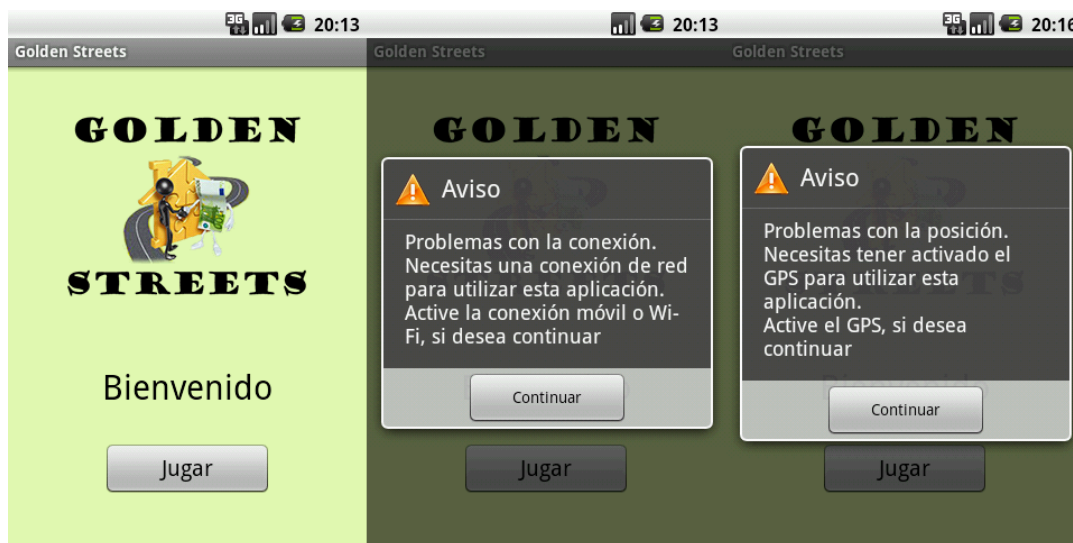 3G 20:13
Golden Streets
GOLDEN
STREETS
Bienvenido
Jugar
20:13
Golden Streets
GOLDEN
Aviso
Problemas con la conexión.
Necesitas una conexión de red
para utilizar esta aplicación.
Active la conexión móvil o Wi-
Fi, si desea continuar
Continuar
Jugar
3G 20:16
Golden Streets
GOLDEN
Aviso
Problemas con la posición.
Necesitas tener activado el
GPS para utilizar esta
aplicación.
Active el GPS, si desea
continuar
Continuar
Jugar